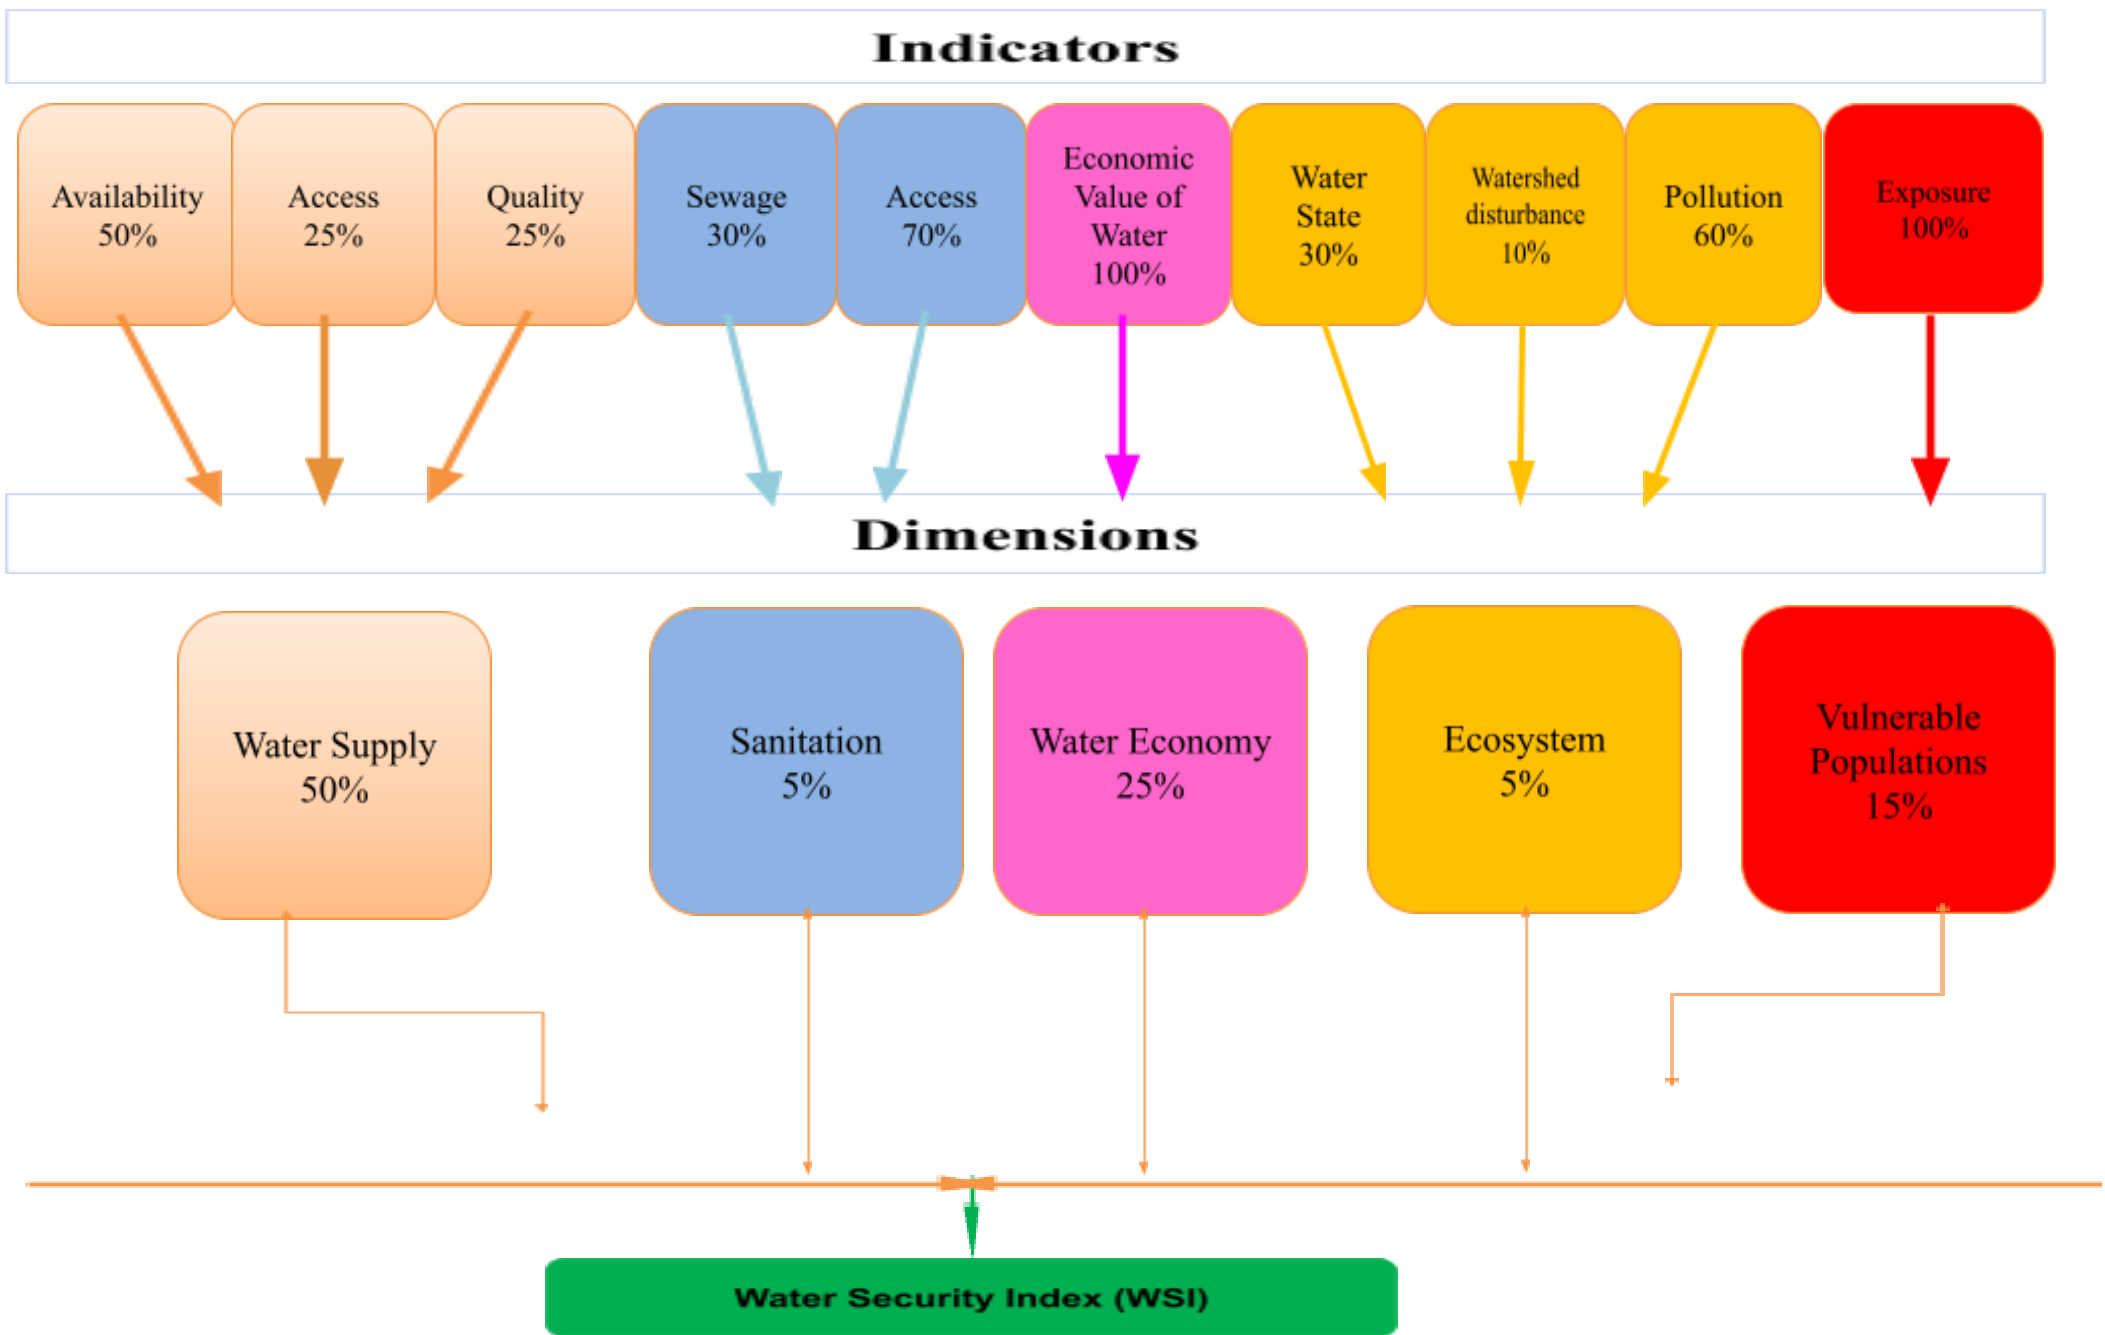 Indicators
Availability
50%
Access
25%
Quality
25%
Sewage
30%
Access
70%
Economic
Value of
Water
100%
Water
State
30%
Watershed
disturbance
10%
Pollution
60%
Exposure
100%
Dimensions
Water Supply
50%
Sanitation
5%
Water Economy
25%
Ecosystem
5%
Vulnerable
Populations
15%
Water Security Index (WSI)